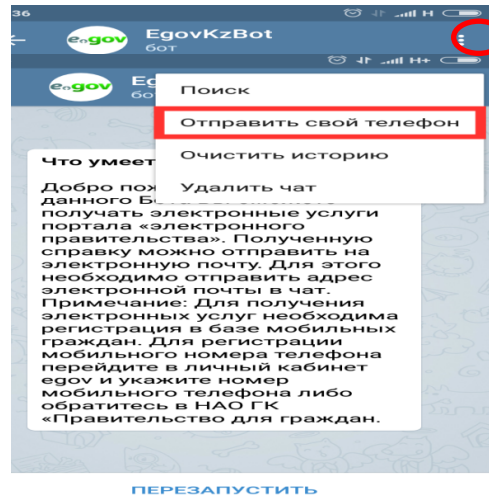 36
H
egov
EgovKzBot
бот
H+
egov
Eg
бо
Поиск
Отправить свой телефон
Очистить историю
Удалить чат
Что умеет
Добро пож
данного
получать электронные услуги
портала «электронного
правительства». Полученную
справку можно отправить на
электронную почту. Для этого
необходимо отправить адрес
электронной почты в чат.
Примечание: Для получения
электронных услуг необходима
регистрация в базе мобильных
граждан. Для регистрации
мобильного номера телефона
перейдите в личный кабинет
egov и укажите номер
мобильного телефона либо
обратитесь в НАО ГК
«Правительство для граждан.
ПЕРЕЗАПУСТИТЬ